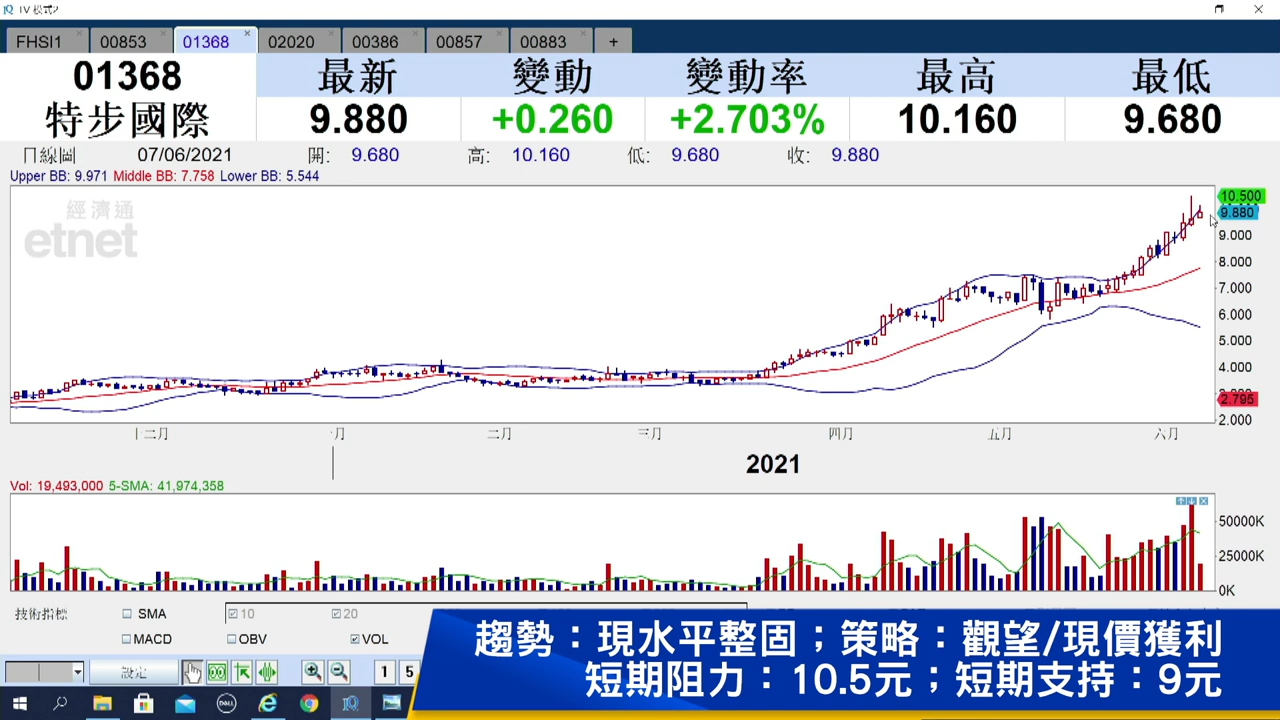 TV 模式2
FHSI1 00853 01368 02020 00386 00857 00883 +
01368 最新 變動 變動率 最高 最低
特步國際 9.880 +0.260 +2.703% 10.160 9.680
日線圖 07/06/2021 開: 9.680 高: 10.160 低: 9.680 收: 9.880
Upper BB: 9.971 Middle BB: 7.758 Lower BB: 5.544
經濟通
etnet
10.500
9.880
9.000
8.000
7.000
6.000
5.000
4.000
2.795
2.000
十二月 一月 二月 三月 四月 五月 六月
2021
Vol: 19,493,000 5-SMA: 41,974,358
50000K
25000K
0K
技術指標 SMA 10 20
MACD OBV VOL
設定 1 5
趨勢：現水平整固；策略：觀望/現價獲利
短期阻力：10.5元；短期支持：9元